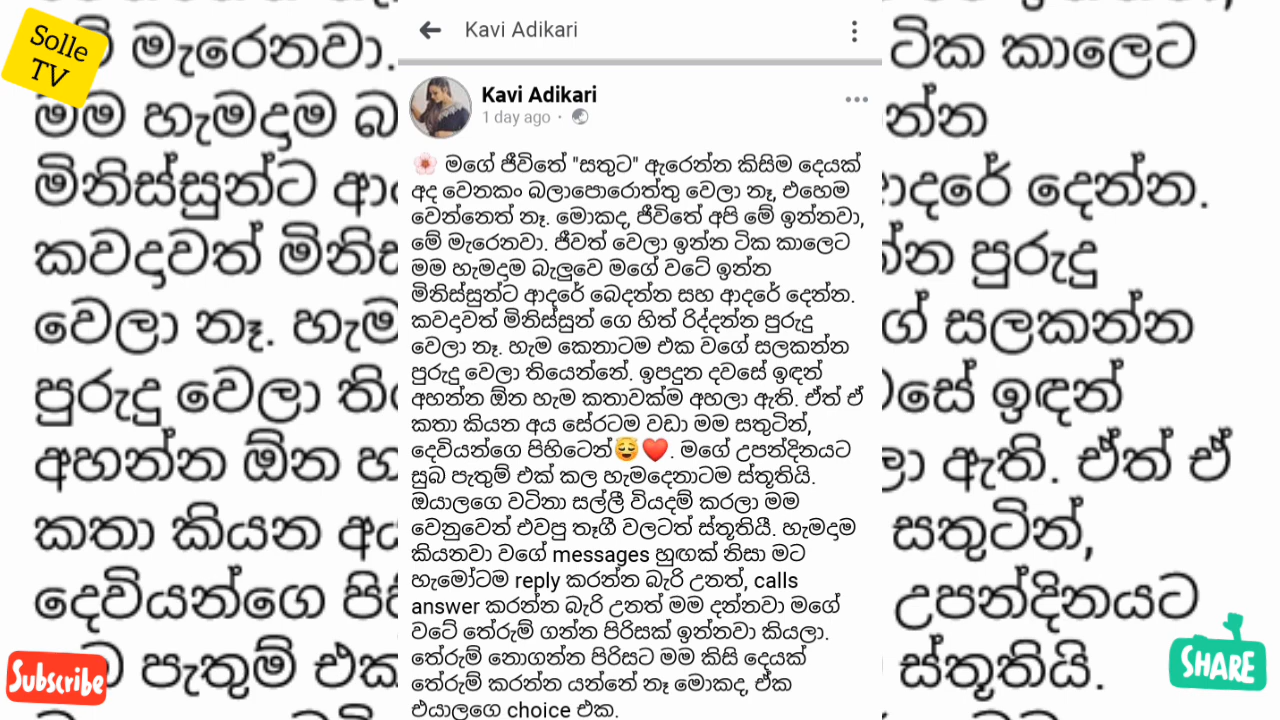 Solle
TV
Kavi Adikari
Kavi Adikari
1 day ago
🌸 මගේ ජීවිතේ "සතුට" ඇරෙන්න කිසිම දෙයක්
අද වෙනකං බලාපොරොත්තු වෙලා නෑ, එහෙම
වෙන්නෙත් නෑ. මොකද, ජීවිතේ අපි මේ ඉන්නවා,
මේ මැරෙනවා. ජීවත් වෙලා ඉන්න ටික කාලෙට
මම හැමදාම බැලුවෙ මගේ වටේ ඉන්න
මිනිස්සුන්ට ආදරේ බෙදන්න සහ ආදරේ දෙන්න.
කවදාවත් මිනිස්සුන් ගෙ හිත් රිද්දන්න පුරුදු
වෙලා නෑ. හැම කෙනාටම එක වගේ සලකන්න
පුරුදු වෙලා තියෙන්නේ. ඉපදුන දවසේ ඉඳන්
අහන්න ඕන හැම කතාවක්ම අහලා ඇති. ඒත් ඒ
කතා කියන අය සේරටම වඩා මම සතුටින්,
දෙවියන්ගෙ පිහිටෙන්😌❤️. මගේ උපන්දිනයට
සුබ පැතුම් එක් කල හැමදෙනාටම ස්තූතියි.
ඔයාලගෙ වටිනා සල්ලී වියදම් කරලා මම
වෙනුවෙන් එවපු තෑගී වලටත් ස්තූතියී. හැමදාම
කියනවා වගේ messages හුඟක් නිසා මට
හැමෝටම reply කරන්න බැරි උනත්, calls
answer කරන්න බැරි උනත් මම දන්නවා මගේ
වටේ තේරුම් ගන්න පිරිසක් ඉන්නවා කියලා.
තේරුම් නොගන්න පිරිසට මම කිසි දෙයක්
තේරුම් කරන්න යන්නේ නෑ මොකද, ඒක
එයාලගෙ choice එක.
Subscribe
SHARE